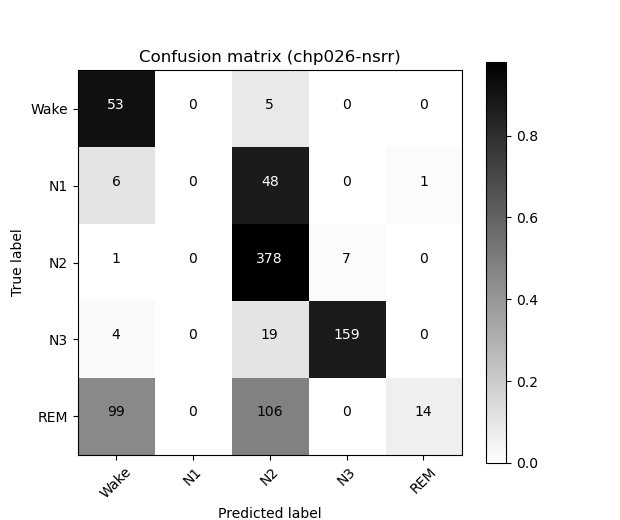 Confusion matrix (chp026-nsrr)
True label
Wake 53 0 5 0 0
N1 6 0 48 0 1
N2 1 0 378 7 0
N3 4 0 19 159 0
REM 99 0 106 0 14
Wake N1 N2 N3 REM
Predicted label
0.8
0.6
0.4
0.2
0.0